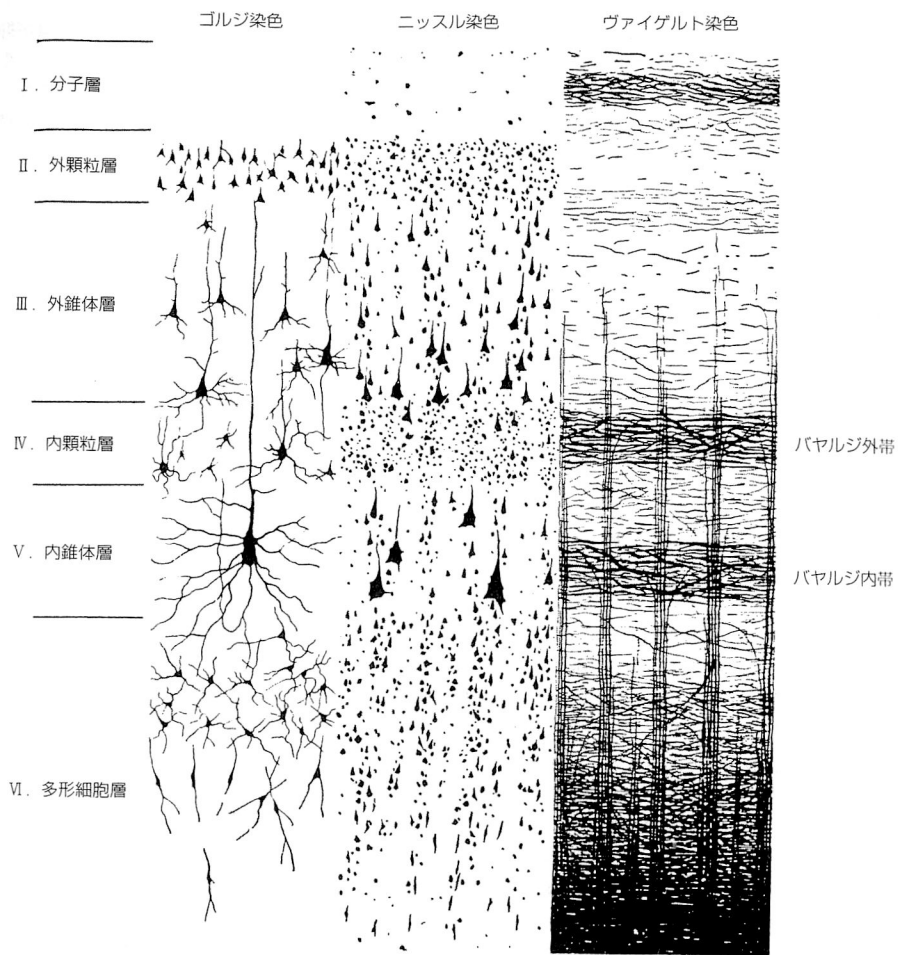 ゴルジ染色
ニッスル染色
ヴァイゲルト染色
Ⅰ. 分子層
Ⅱ. 外顆粒層
Ⅲ. 外錐体層
Ⅳ. 内顆粒層
バヤルジ外帯
Ⅴ. 内錐体層
バヤルジ内帯
Ⅵ. 多形細胞層